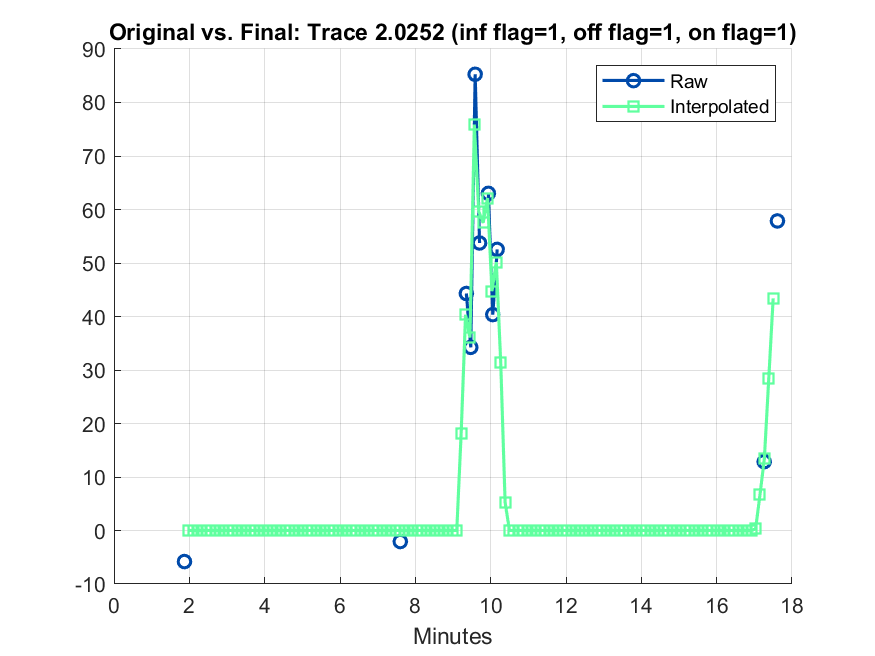 Original vs. Final: Trace 2.0252 (inf flag=1, off flag=1, on flag=1)
90
80
70
60
50
40
30
20
10
0
-10
Raw
Interpolated
0 2 4 6 8 10 12 14 16 18
Minutes